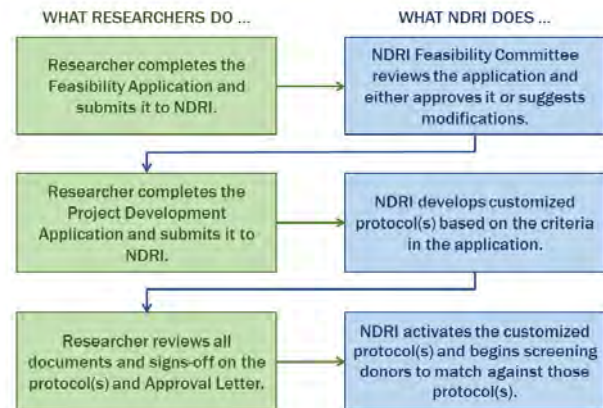 WHAT RESEARCHERS DO ...
WHAT NDRI DOES ...
Researcher completes the
Feasibility Application and
submits it to NDRI.
NDRI Feasibility Committee
reviews the application and
either approves it or suggests
modifications.
Researcher completes the
Project Development
Application and submits it to
NDRI.
NDRI develops customized
protocol(s) based on the criteria
in the application.
Researcher reviews all
documents and signs-off on the
protocol(s) and Approval Letter.
NDRI activates the customized
protocol(s) and begins screening
donors to match against those
protocol(s).